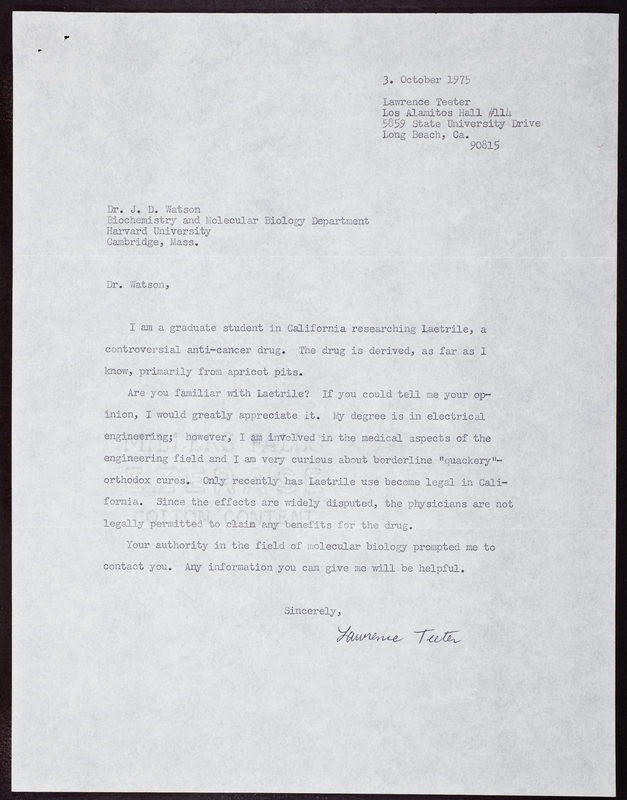 3. October 1975
Lawrence Teeter
Los Alamitos Hall #114
5859 State University Drive
Long Beach, Ca.
90815
Dr. J. D. Watson
Biochemistry and Molecular Biology Department
Harvard University
Cambridge, Mass.
Dr. Watson,
I am a graduate student in California researching Laetrile, a
controversial anti-cancer drug. The drug is derived, as far as I
know, primarily from apricot pits.
Are you familiar with Laetrile? If you could tell me your op-
inion, I would greatly appreciate it. My degree is in electrical
engineering; however, I am involved in the medical aspects of the
engineering field and I am very curious about borderline "quackery"-
orthodox cures. Only recently has Laetrile use become legal in Cali-
fornia. Since the effects are widely disputed, the physicians are not
legally permitted to claim any benefits for the drug.
Your authority in the field of molecular biology prompted me to
contact you. Any information you can give me will be helpful.
Sincerely,
Lawrence Teeter